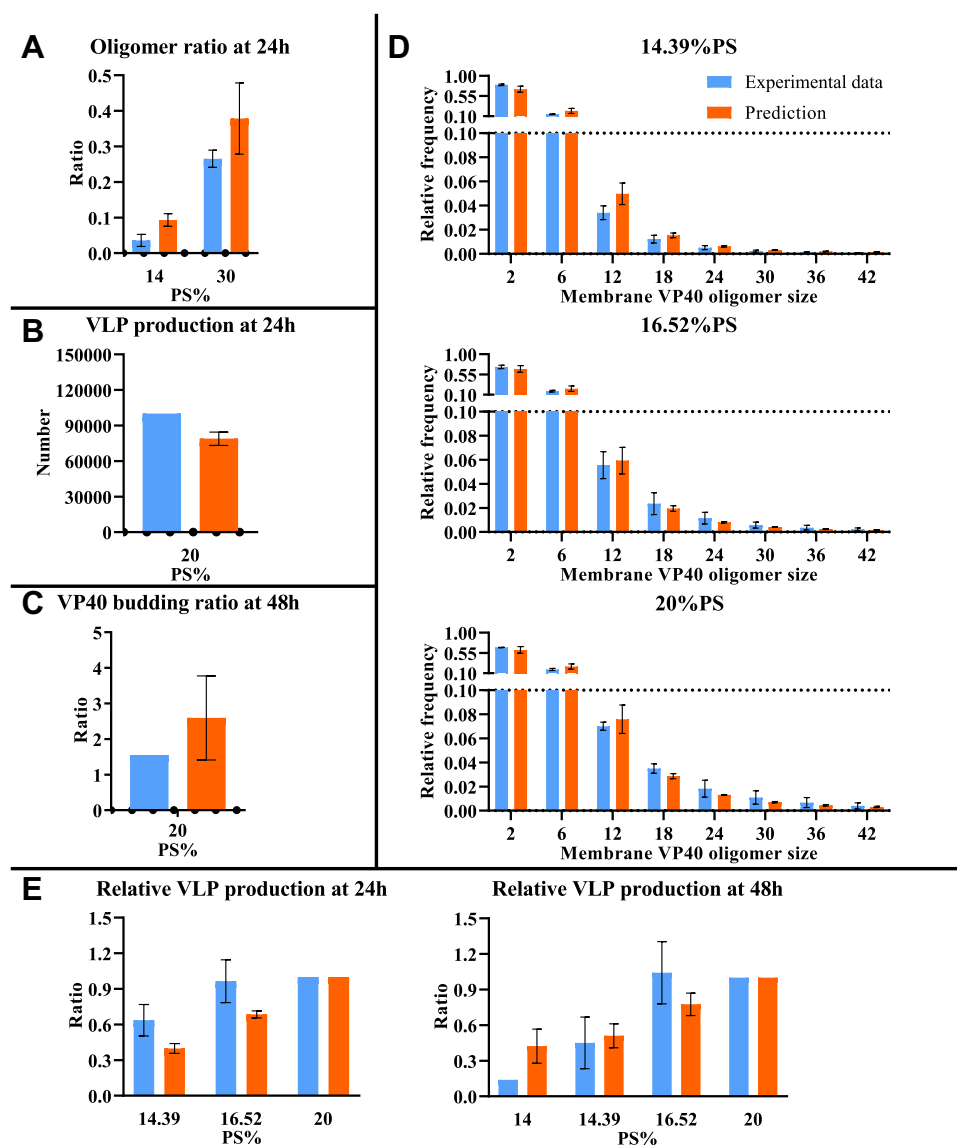 A
Oligomer ratio at 24h
0.5
0.4
0.3
0.2
0.1
0.0
Ratio
14 30
PS%
B
VLP production at 24h
150000
120000
90000
60000
30000
0
Number
20
PS%
C
VP40 budding ratio at 48h
5
4
3
2
1
0
Ratio
20
PS%
D
14.39%PS
Experimental data
Prediction
1.00
0.55
0.10
0.10
0.08
0.06
0.04
0.02
0.00
Relative frequency
2 6 12 18 24 30 36 42
Membrane VP40 oligomer size
16.52%PS
1.00
0.55
0.10
0.10
0.08
0.06
0.04
0.02
0.00
Relative frequency
2 6 12 18 24 30 36 42
Membrane VP40 oligomer size
20%PS
1.00
0.55
0.10
0.10
0.08
0.06
0.04
0.02
0.00
Relative frequency
2 6 12 18 24 30 36 42
Membrane VP40 oligomer size
E
Relative VLP production at 24h
1.5
1.2
0.9
0.6
0.3
0.0
Ratio
14.39 16.52 20
PS%
Relative VLP production at 48h
1.5
1.2
0.9
0.6
0.3
0.0
Ratio
14 14.39 16.52 20
PS%